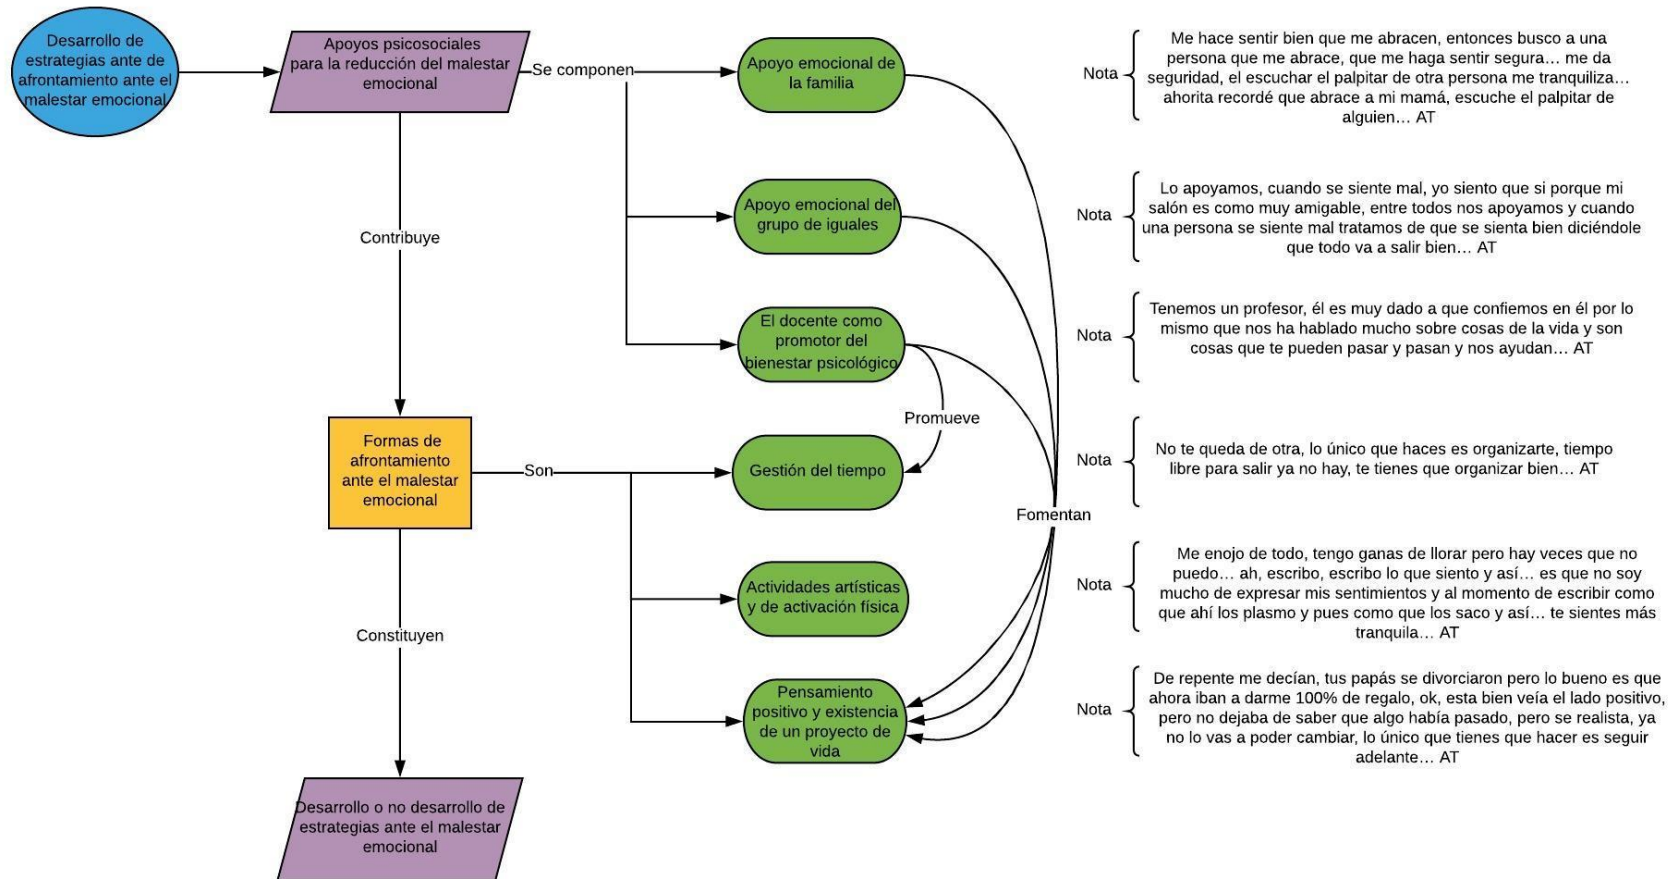 Desarrollo de
estrategias ante de
afrontamiento ante el
malestar emocional
Apoyos psicosociales
para la reducción del malestar
emocional
Se componen
Apoyo emocional de
la familia
Nota
Me hace sentir bien que me abracen, entonces busco a una
persona que me abrace, que me haga sentir segura… me da
seguridad, el escuchar el palpitar de otra persona me tranquiliza…
ahorita recordé que abrace a mi mamá, escuche el palpitar de
alguien… AT
Apoyo emocional del
grupo de iguales
Nota
Lo apoyamos, cuando se siente mal, yo siento que si porque mi
salón es como muy amigable, entre todos nos apoyamos y cuando
una persona se siente mal tratamos de que se sienta bien diciéndole
que todo va a salir bien… AT
Contribuye
El docente como
promotor del
bienestar psicológico
Nota
Tenemos un profesor, él es muy dado a que confiemos en él por lo
mismo que nos ha hablado mucho sobre cosas de la vida y son
cosas que te pueden pasar y pasan y nos ayudan… AT
Promueve
Formas de
afrontamiento
ante el malestar
emocional
Son
Gestión del tiempo
Nota
No te queda de otra, lo único que haces es organizarte, tiempo
libre para salir ya no hay, te tienes que organizar bien… AT
Fomentan
Actividades artísticas
y de activación física
Nota
Me enojo de todo, tengo ganas de llorar pero hay veces que no
puedo… ah, escribo, escribo lo que siento y así… es que no soy
mucho de expresar mis sentimientos y al momento de escribir como
que ahí los plasmo y pues como que los saco y así… te sientes más
tranquila… AT
Constituyen
Pensamiento
positivo y existencia
de un proyecto de
vida
Nota
De repente me decían, tus papás se divorciaron pero lo bueno es que
ahora iban a darme 100% de regalo, ok, esta bien veía el lado positivo,
pero no dejaba de saber que algo había pasado, pero se realista, ya
no lo vas a poder cambiar, lo único que tienes que hacer es seguir
adelante… AT
Desarrollo o no desarrollo de
estrategias ante el malestar
emocional